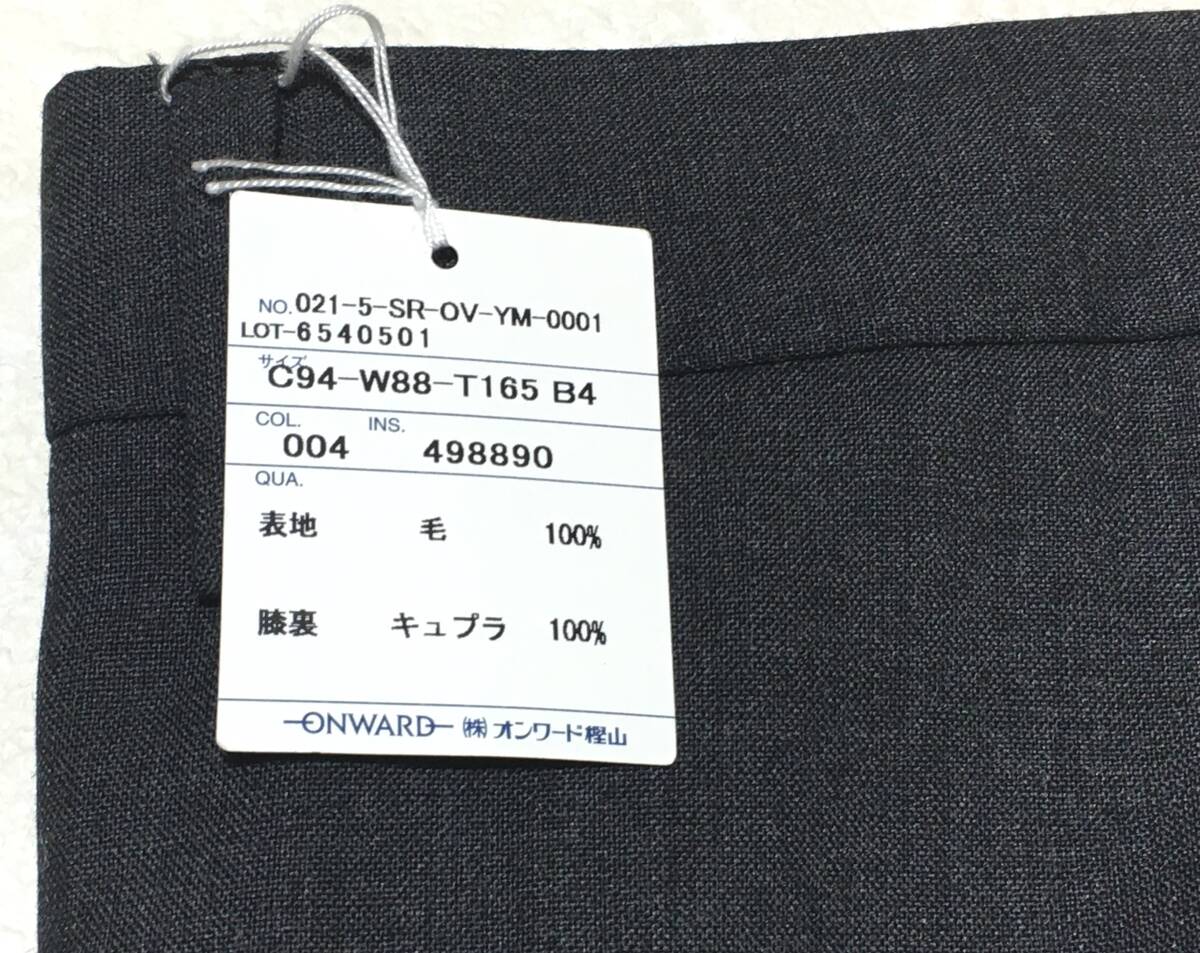 NO. 021-5-SR-OV-YM-0001
LOT-6540501
サイズ
C94-W88-T165 B4
COL. INS.
004 498890
QUA.
表地 毛 100%
膝裏 キュプラ 100%
ONWARD ㈱オンワード樫山